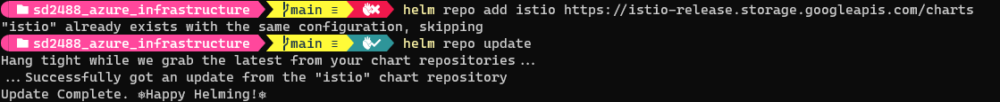 sd2488_azure_infrastructure main ≡ helm repo add istio https://istio-release.storage.googleapis.com/charts
"istio" already exists with the same configuration, skipping
sd2488_azure_infrastructure main ≡ helm repo update
Hang tight while we grab the latest from your chart repositories...
...Successfully got an update from the "istio" chart repository
Update Complete. ⎈Happy Helming!⎈